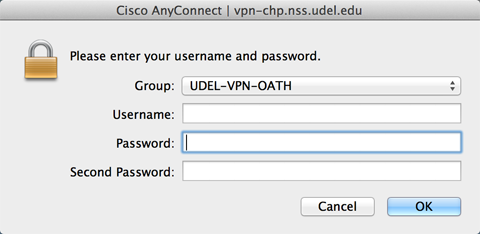 Cisco AnyConnect | vpn-chp.nss.udel.edu
Please enter your username and password.
Group: UDEL-VPN-OATH
Username:
Password:
Second Password:
Cancel OK